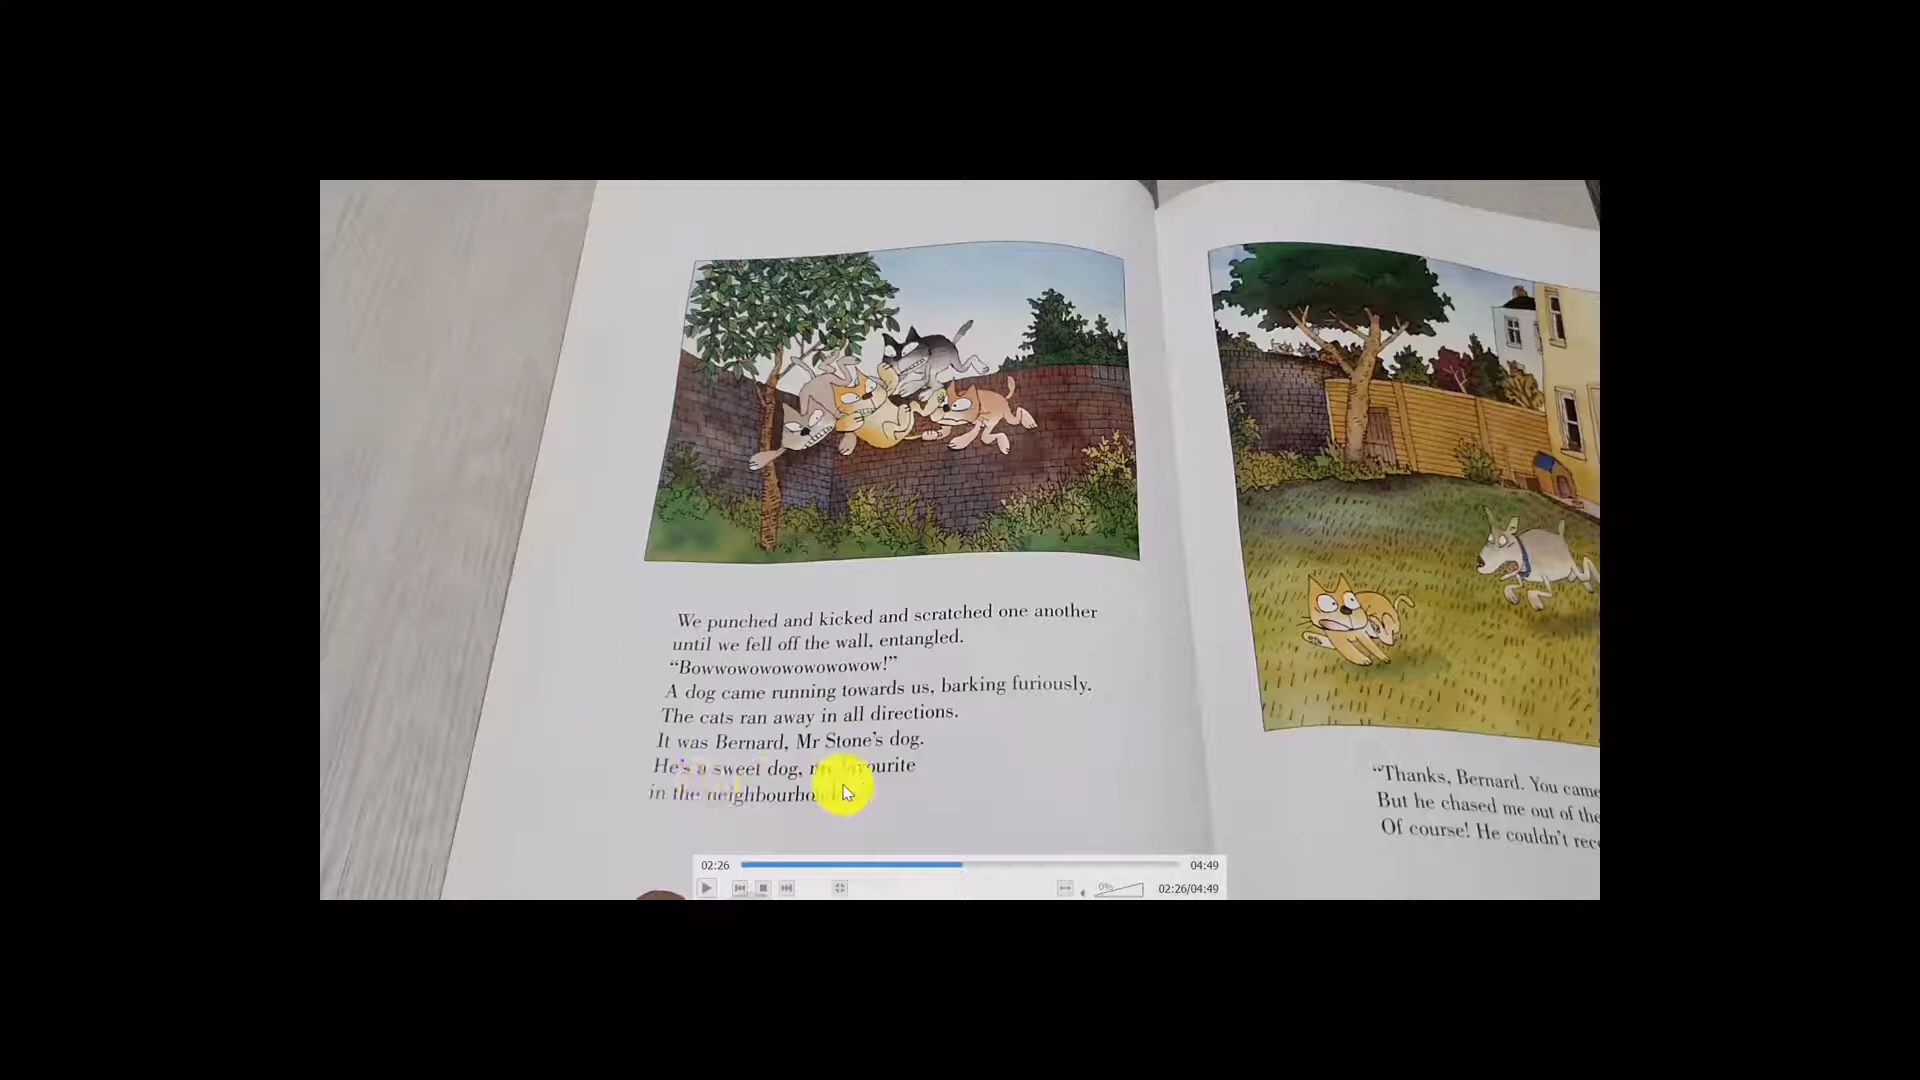 We punched and kicked and scratched one another
until we fell off the wall, entangled.
“Bowwowowowowowowow!”
A dog came running towards us, barking furiously.
The cats ran away in all directions.
It was Bernard, Mr Stone’s dog.
He’s a sweet dog, favourite
in the
“Thanks, Bernard. You came
But he chased me out of the
Of course! He couldn’t
02:26
04:49
0%
02:26/04:49